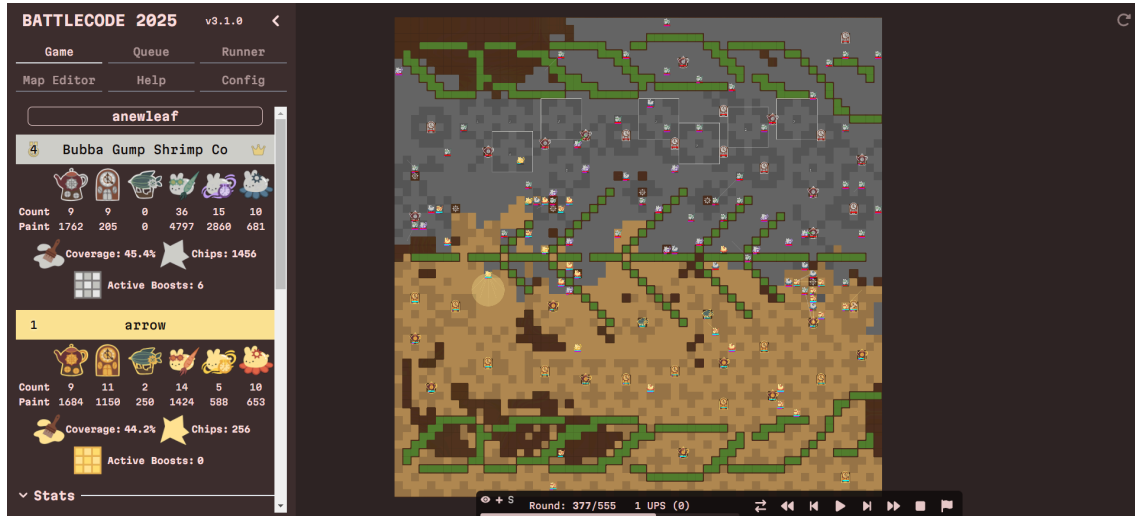 BATTLECODE 2025 v3.1.0 <
Game Queue Runner
Map Editor Help Config
anewleaf
4 Bubba Gump Shrimp Co
Count 9 9 0 36 15 10
Paint 1762 205 0 4797 2860 681
Coverage: 45.4% Chips: 1456
Active Boosts: 6
1 arrow
Count 9 11 2 14 5 10
Paint 1684 1150 250 1424 588 653
Coverage: 44.2% Chips: 256
Active Boosts: 0
Stats
S Round: 377/555 1 UPS (0)